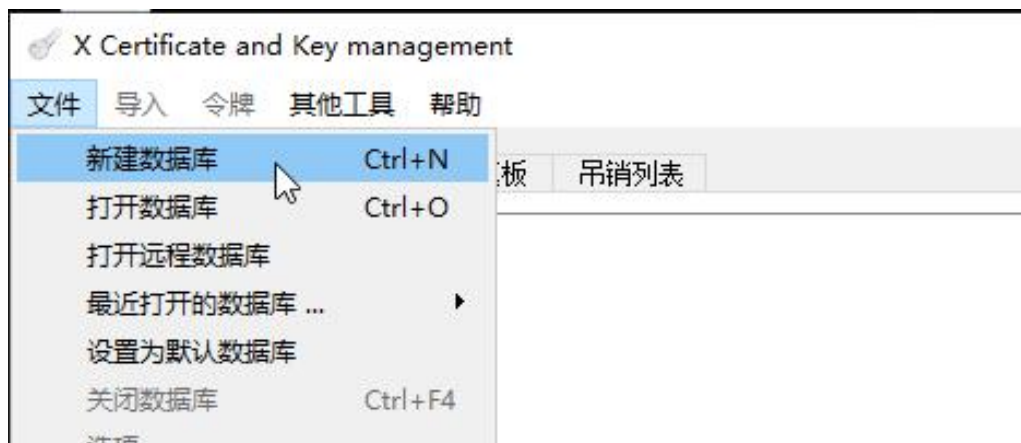 X Certificate and Key management
文件 导入 令牌 其他工具 帮助
新建数据库 Ctrl+N
板 吊销列表
打开数据库 Ctrl+O
打开远程数据库
最近打开的数据库 ...
设置为默认数据库
关闭数据库 Ctrl+F4